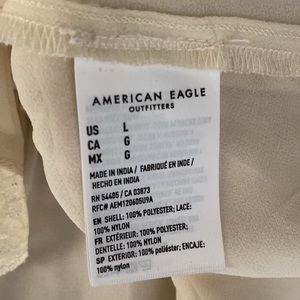 AMERICAN EAGLE
OUTFITTERS
US L
CA G
MX G
MADE IN INDIA / FABRIQUÉ EN INDE /
HECHO EN INDIA
RN 54485 / CA 03873
RFC# AEM120605U9A
EN SHELL: 100% POLYESTER; LACE:
100% NYLON
FR EXTÉRIEUR: 100% POLYESTER;
DENTELLE: 100% NYLON
SP EXTERIOR: 100% poliéster; ENCAJE:
100% nylon